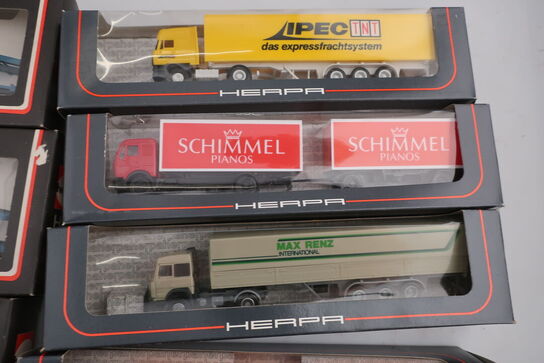 IPEC TNT
das expressfrachtsystem
HERPA
SCHIMMEL SCHIMMEL
PIANOS PIANOS
HERPA
MAX RENZ
INTERNATIONAL
HERPA